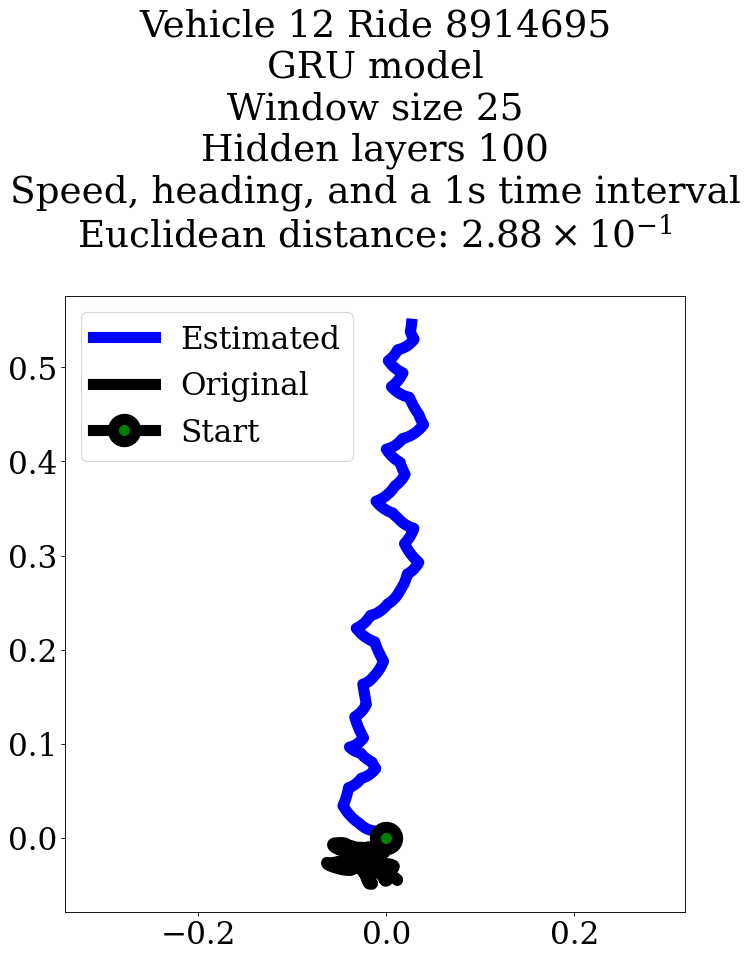 Vehicle 12 Ride 8914695
GRU model
Window size 25
Hidden layers 100
Speed, heading, and a 1s time interval
Euclidean distance: 2.88 × 10⁻¹
Estimated
Original
Start
0.5
0.4
0.3
0.2
0.1
0.0
−0.2 0.0 0.2